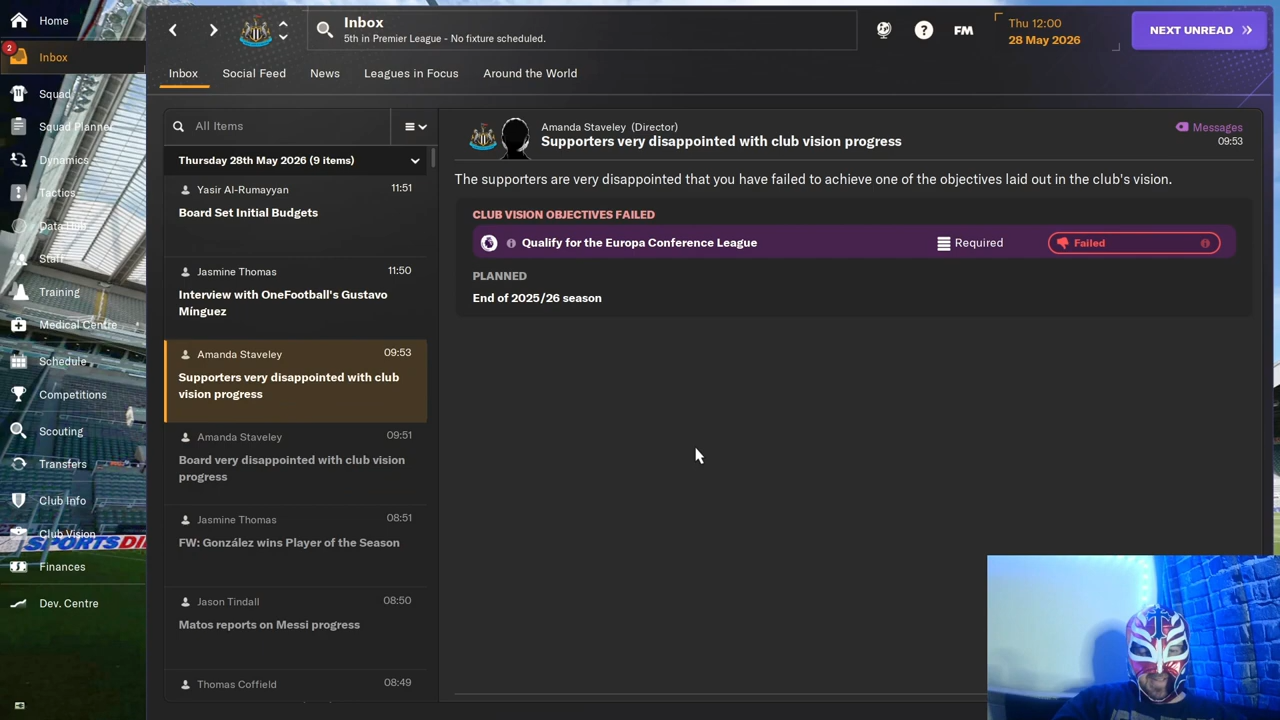 Home
2
Inbox
Squad
Squad Planner
Dynamics
Tactics
Data Hub
Staff
Training
Medical Centre
Schedule
Competitions
Scouting
Transfers
Club Info
Club Vision
SPORTSDI
Finances
Dev. Centre
Inbox
5th in Premier League - No fixture scheduled.
?
FM
Thu 12:00
28 May 2026
NEXT UNREAD
Inbox
Social Feed
News
Leagues in Focus
Around the World
All Items
Thursday 28th May 2026 (9 items)
Yasir Al-Rumayyan
11:51
Board Set Initial Budgets
Jasmine Thomas
11:50
Interview with OneFootball's Gustavo
Mínguez
Amanda Staveley
09:53
Supporters very disappointed with club
vision progress
Amanda Staveley
09:51
Board very disappointed with club vision
progress
Jasmine Thomas
08:51
FW: González wins Player of the Season
Jason Tindall
08:50
Matos reports on Messi progress
Thomas Coffield
08:49
Amanda Staveley (Director)
Supporters very disappointed with club vision progress
Messages
09:53
The supporters are very disappointed that you have failed to achieve one of the objectives laid out in the club's vision.
CLUB VISION OBJECTIVES FAILED
Qualify for the Europa Conference League
Required
Failed
PLANNED
End of 2025/26 season